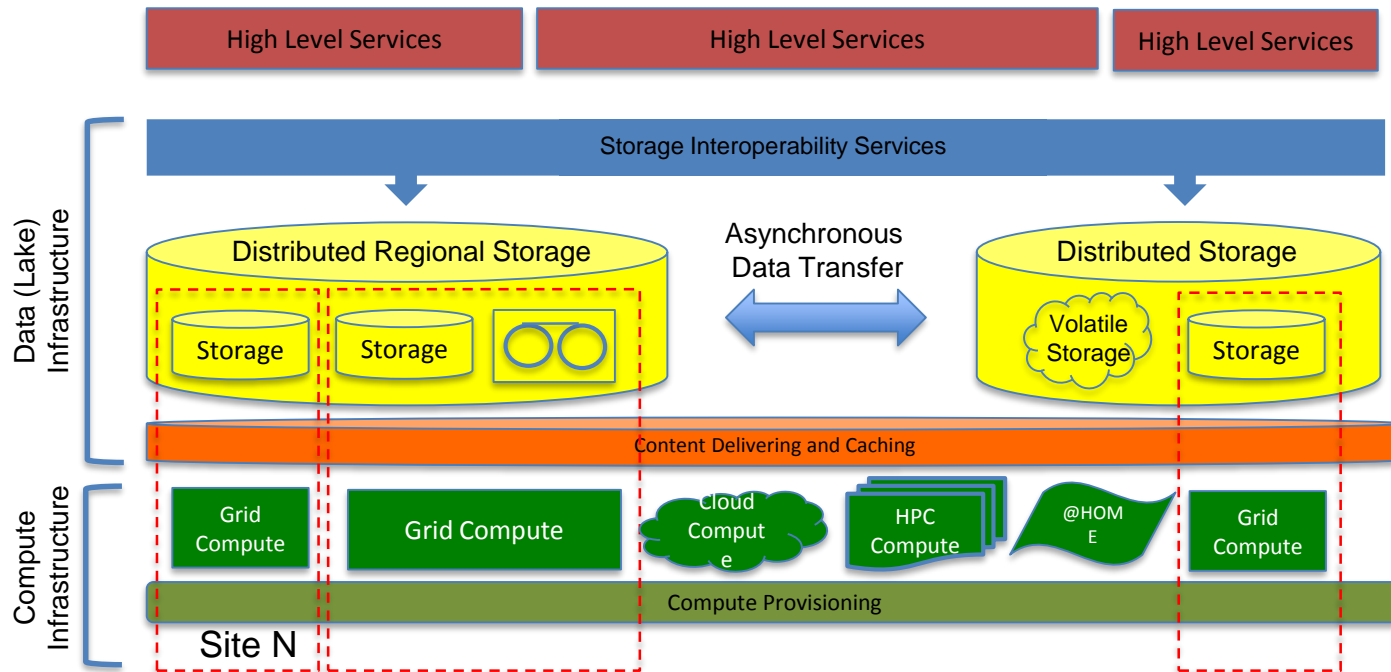 High Level Services
High Level Services
High Level Services
Storage Interoperability Services
Data (Lake)
Infrastructure
Distributed Regional Storage
Asynchronous
Data Transfer
Distributed Storage
Storage
Storage
Volatile
Storage
Storage
Content Delivering and Caching
Compute
Infrastructure
Grid
Compute
Grid Compute
Cloud
Comput
e
HPC
Compute
@HOM
E
Grid
Compute
Compute Provisioning
Site N